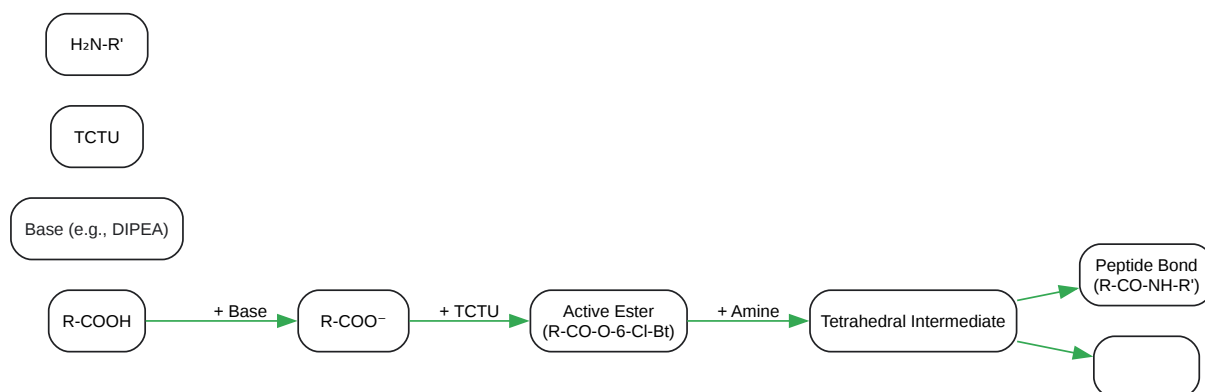 H₂N-R'
TCTU
Base (e.g., DIPEA)
R-COOH
+ Base
R-COO⁻
+ TCTU
Active Ester
(R-CO-O-6-Cl-Bt)
+ Amine
Tetrahedral Intermediate
Peptide Bond
(R-CO-NH-R')